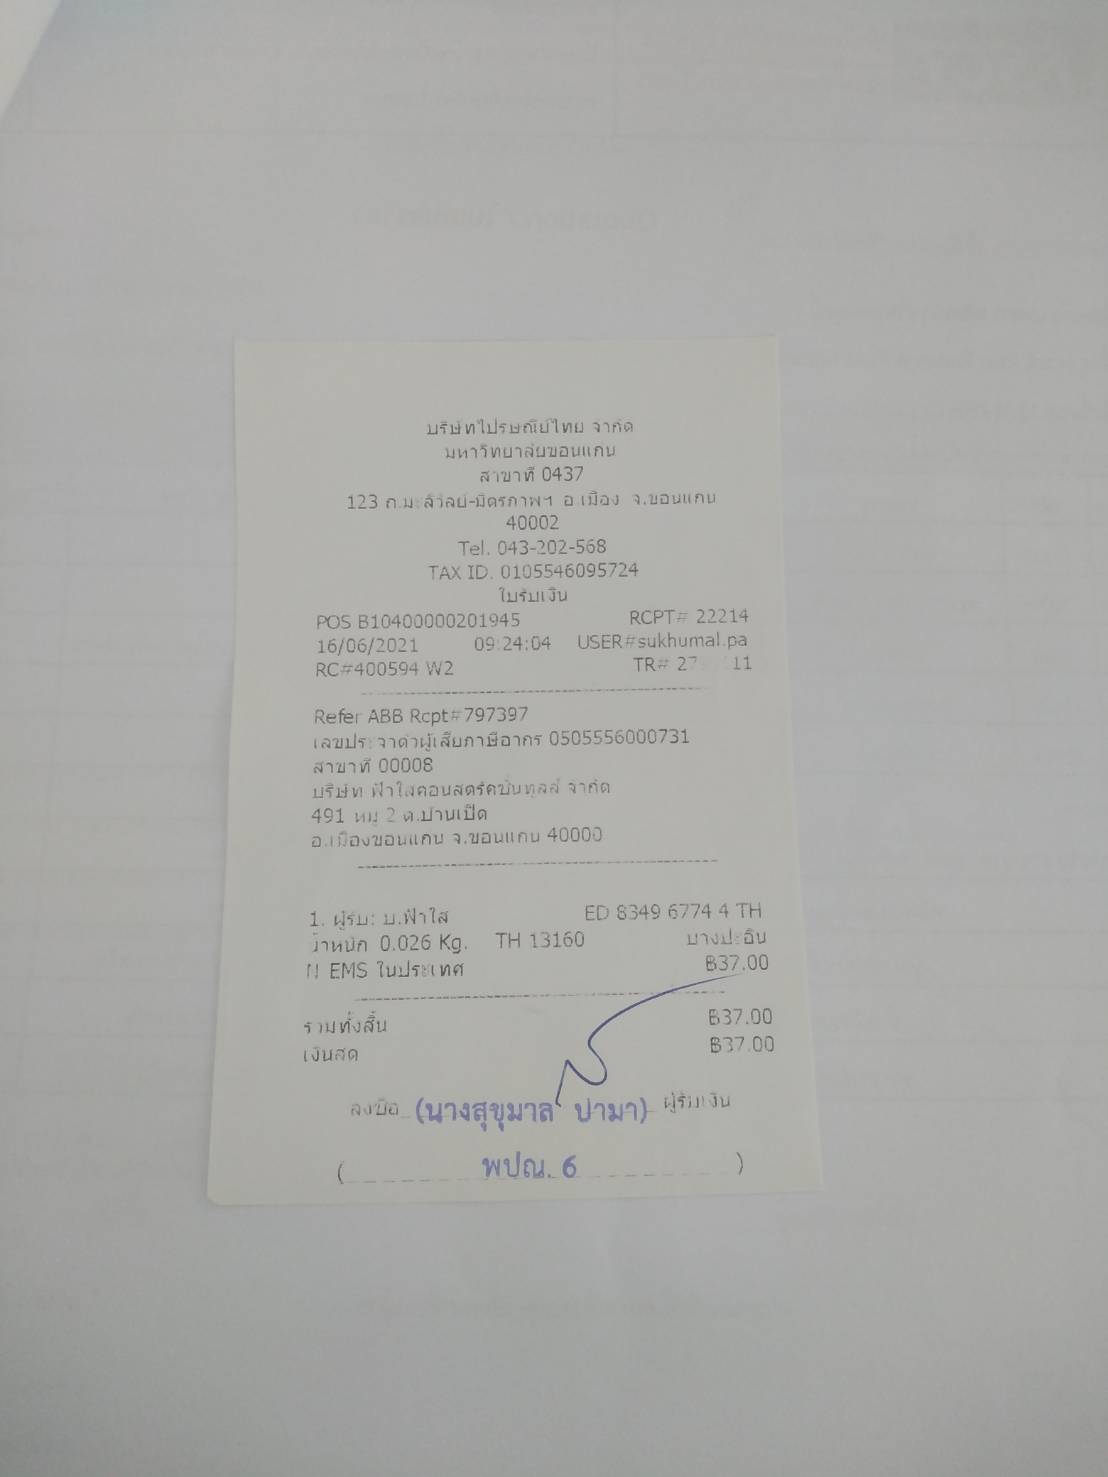 บริษัทไปรษณีย์ไทย จำกัด
มหาวิทยาลัยขอนแก่น
สาขาที่ 0437
123 ถ.มะลิวัลย์-มิตรภาพฯ อ.เมือง จ.ขอนแก่น
40002
Tel. 043-202-568
TAX ID. 0105546095724
ใบรับเงิน
POS B10400000201945 RCPT# 22214
16/06/2021 09:24:04 USER#sukhumal.pa
RC#400594 W2 TR#
Refer ABB Rcpt#797397
เลขประจำตัวผู้เสียภาษีอากร 0505556000731
สาขาที่ 00008
บริษัท ฟ้าใสคอนสตรัคชั่นทูลส์ จำกัด
491 หมู่ 2 ต.บ้านเป็ด
อ.เมืองขอนแก่น จ.ขอนแก่น 40000
1. ผู้รับ: บ.ฟ้าใส ED 8349 6774 4 TH
น้ำหนัก 0.026 Kg. TH 13160 บางปะอิน
N EMS ในประเทศ ฿37.00
รวมทั้งสิ้น ฿37.00
เงินสด ฿37.00
ลงชื่อ (นางสุขุมาล ปามา) ผู้รับเงิน
( พปณ. 6 )